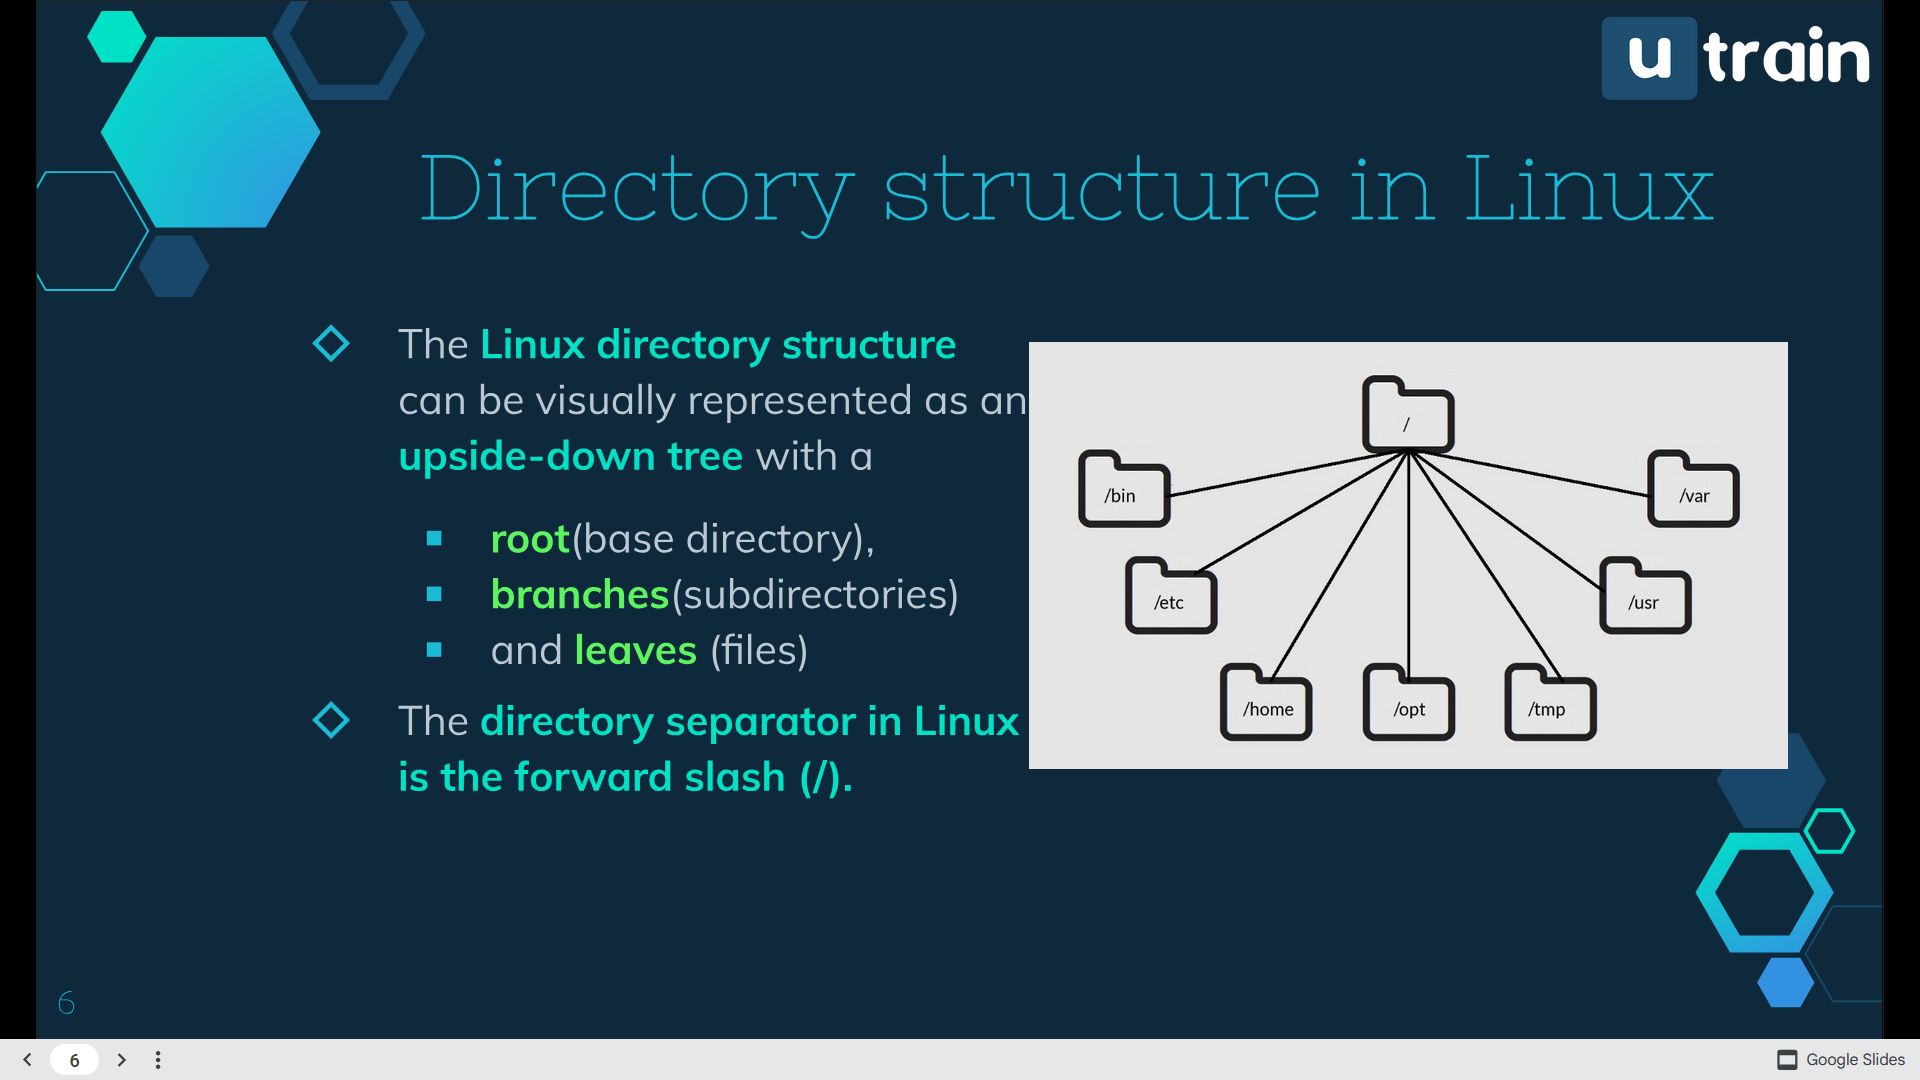 u train
Directory structure in Linux
The Linux directory structure
can be visually represented as an
upside-down tree with a
root(base directory),
branches(subdirectories)
and leaves (files)
The directory separator in Linux
is the forward slash (/).
/
/bin
/var
/etc
/usr
/home
/opt
/tmp
6
6
Google Slides